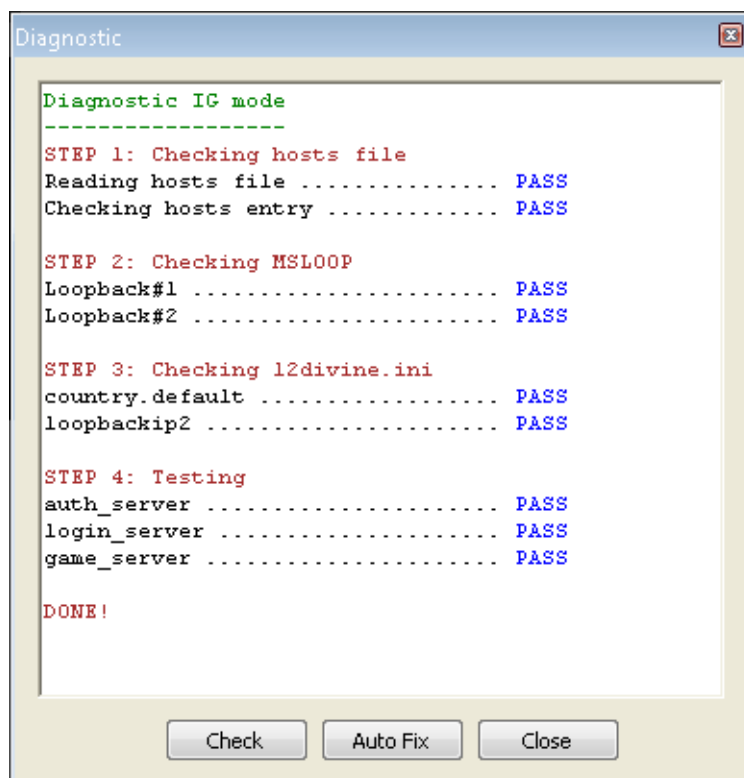 Diagnostic
Diagnostic IG mode
------------------
STEP 1: Checking hosts file
Reading hosts file ............... PASS
Checking hosts entry ............. PASS
STEP 2: Checking MSLOOP
Loopback#1 ....................... PASS
Loopback#2 ....................... PASS
STEP 3: Checking l2divine.ini
country.default .................. PASS
loopbackip2 ...................... PASS
STEP 4: Testing
auth_server ...................... PASS
login_server ..................... PASS
game_server ...................... PASS
DONE!
Check Auto Fix Close